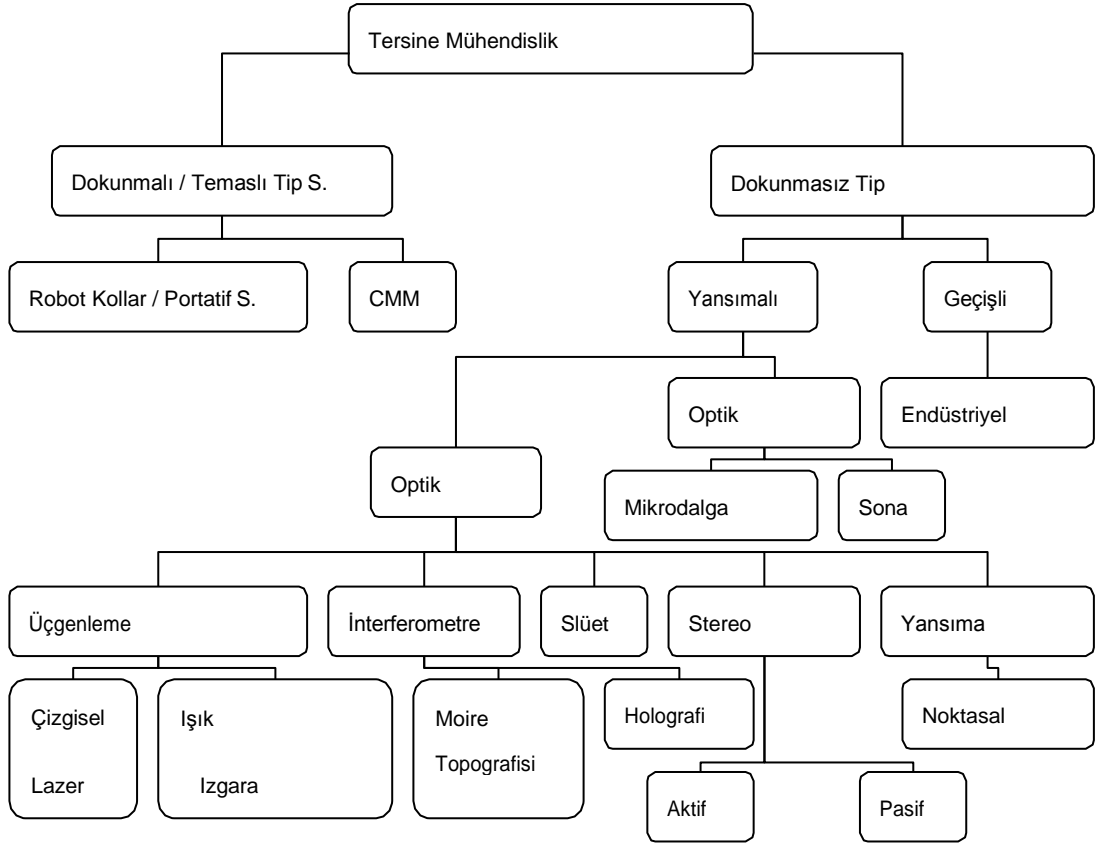 Tersine Mühendislik
Dokunmalı / Temaslı Tip S.
Dokunmasız Tip
Robot Kollar / Portatif S.
CMM
Yansımalı
Geçişli
Optik
Endüstriyel
Optik
Mikrodalga
Sona
Üçgenleme
İnterferometre
Slüet
Stereo
Yansıma
Çizgisel
Lazer
Işık
Izgara
Moire
Topografisi
Holografi
Noktasal
Aktif
Pasif